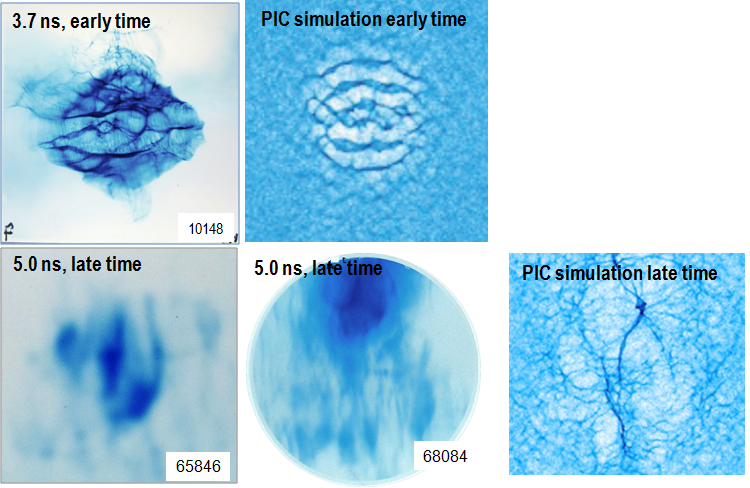 3.7 ns, early time
PIC simulation early time
10148
5.0 ns, late time
5.0 ns, late time
PIC simulation late time
65846
68084